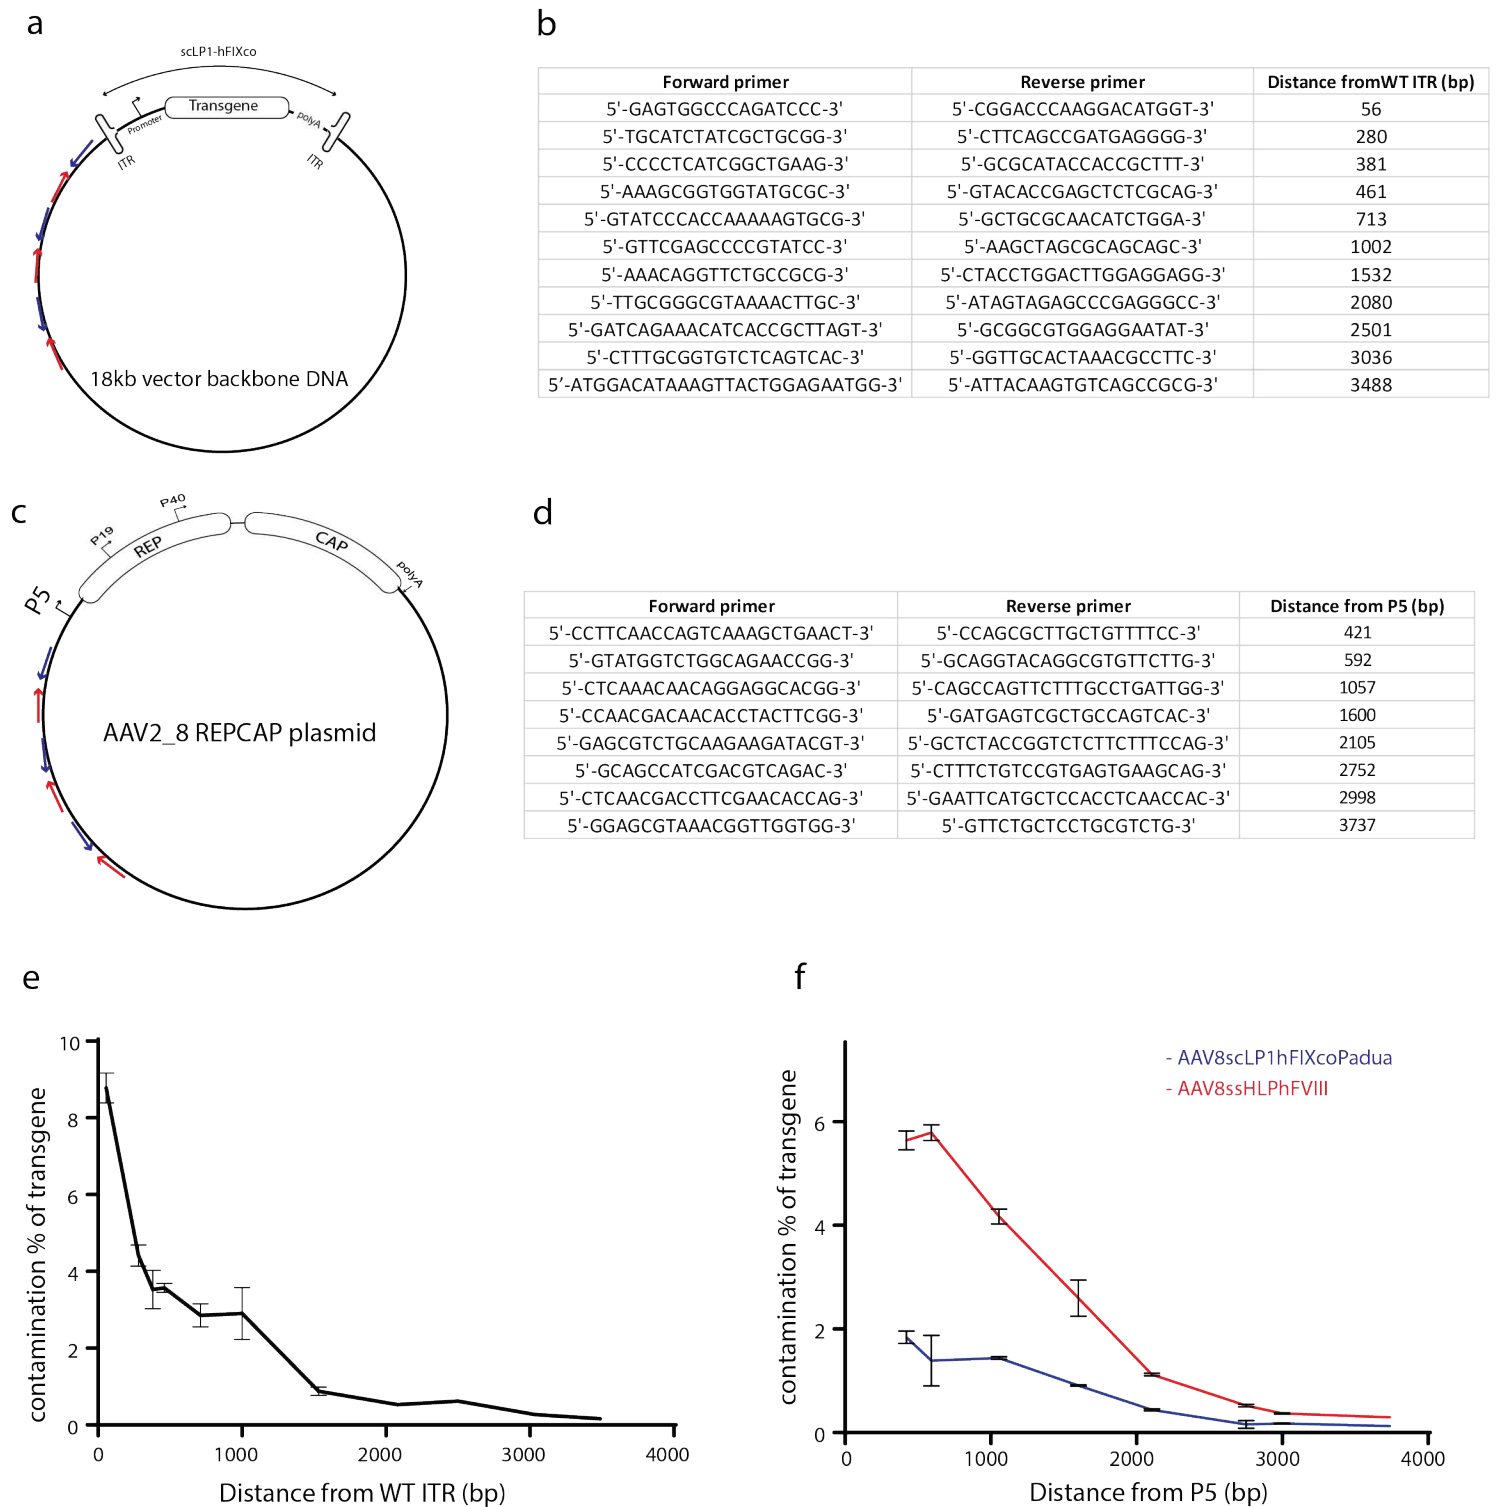 a
scLP1-hFIXco
Promoter
Transgene
polyA
ITR
ITR
18kb vector backbone DNA
b
Forward primer Reverse primer Distance fromWT ITR (bp)
5'-GAGTGGCCCAGATCCC-3' 5'-CGGACCCAAGGACATGGT-3' 56
5'-TGCATCTATCGCTGCGG-3' 5'-CTTCAGCCGATGAGGGG-3' 280
5'-CCCCTCATCGGCTGAAG-3' 5'-GCGCATACCACCGCTTT-3' 381
5'-AAAGCGGTGGTATGCGC-3' 5'-GTACACCGAGCTCTCGCAG-3' 461
5'-GTATCCCACCAAAAAGTGCG-3' 5'-GCTGCGCAACATCTGGA-3' 713
5'-GTTCGAGCCCCGTATCC-3' 5'-AAGCTAGCGCAGCAGC-3' 1002
5'-AAACAGGTTCTGCCGCG-3' 5'-CTACCTGGACTTGGAGGAGG-3' 1532
5'-TTGCGGGCGTAAAACTTGC-3' 5'-ATAGTAGAGCCCGAGGGCC-3' 2080
5'-GATCAGAAACATCACCGCTTAGT-3' 5'-GCGGCGTGGAGGAATAT-3' 2501
5'-CTTTGCGGTGTCTCAGTCAC-3' 5'-GGTTGCACTAAACGCCTTC-3' 3036
5’-ATGGACATAAAGTTACTGGAGAATGG-3' 5'-ATTACAAGTGTCAGCCGCG-3' 3488
c
P5
P19
P40
REP
CAP
polyA
AAV2_8 REPCAP plasmid
d
Forward primer Reverse primer Distance from P5 (bp)
5'-CCTTCAACCAGTCAAAGCTGAACT-3' 5'-CCAGCGCTTGCTGTTTTCC-3' 421
5'-GTATGGTCTGGCAGAACCGG-3' 5'-GCAGGTACAGGCGTGTTCTTG-3' 592
5'-CTCAAACAACAGGAGGCACGG-3' 5'-CAGCCAGTTCTTTGCCTGATTGG-3' 1057
5'-CCAACGACAACACCTACTTCGG-3' 5'-GATGAGTCGCTGCCAGTCAC-3' 1600
5'-GAGCGTCTGCAAGAAGATACGT-3' 5'-GCTCTACCGGTCTCTTCTTTCCAG-3' 2105
5'-GCAGCCATCGACGTCAGAC-3' 5'-CTTTCTGTCCGTGAGTGAAGCAG-3' 2752
5'-CTCAACGACCTTCGAACACCAG-3' 5'-GAATTCATGCTCCACCTCAACCAC-3' 2998
5'-GGAGCGTAAACGGTTGGTGG-3' 5'-GTTCTGCTCCTGCGTCTG-3' 3737
e
contamination % of transgene
10
8
6
4
2
0
0 1000 2000 3000 4000
Distance from WT ITR (bp)
f
- AAV8scLP1hFIXcoPadua
- AAV8ssHLPhFVIII
contamination % of transgene
6
4
2
0
0 1000 2000 3000 4000
Distance from P5 (bp)